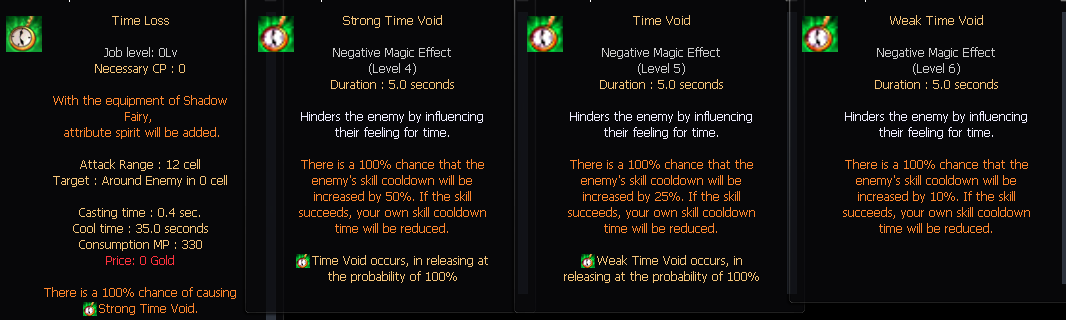 Time Loss
Job level: 0Lv
Necessary CP : 0
With the equipment of Shadow
Fairy,
attribute spirit will be added.
Attack Range : 12 cell
Target : Around Enemy in 0 cell
Casting time : 0.4 sec.
Cool time : 35.0 seconds
Consumption MP : 330
Price: 0 Gold
There is a 100% chance of causing
Strong Time Void.
Strong Time Void
Negative Magic Effect
(Level 4)
Duration : 5.0 seconds
Hinders the enemy by influencing
their feeling for time.
There is a 100% chance that the
enemy's skill cooldown will be
increased by 50%. If the skill
succeeds, your own skill cooldown
time will be reduced.
Time Void occurs, in releasing at
the probability of 100%
Time Void
Negative Magic Effect
(Level 5)
Duration : 5.0 seconds
Hinders the enemy by influencing
their feeling for time.
There is a 100% chance that the
enemy's skill cooldown will be
increased by 25%. If the skill
succeeds, your own skill cooldown
time will be reduced.
Weak Time Void occurs, in
releasing at the probability of 100%
Weak Time Void
Negative Magic Effect
(Level 6)
Duration : 5.0 seconds
Hinders the enemy by influencing
their feeling for time.
There is a 100% chance that the
enemy's skill cooldown will be
increased by 10%. If the skill
succeeds, your own skill cooldown
time will be reduced.